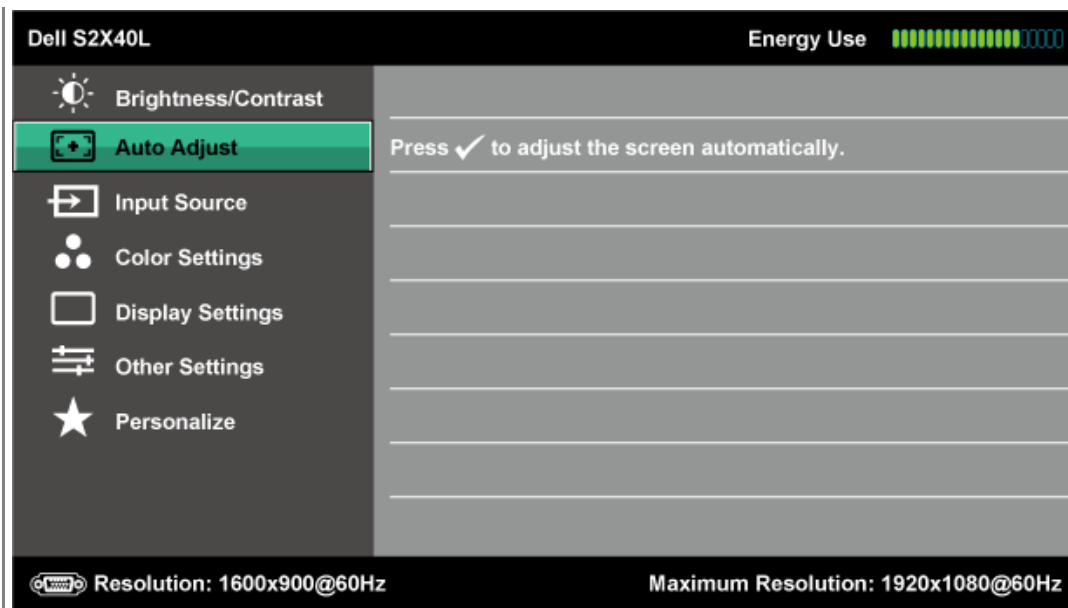 Dell S2X40L Energy Use
Brightness/Contrast
Auto Adjust Press ✓ to adjust the screen automatically.
Input Source
Color Settings
Display Settings
Other Settings
Personalize
Resolution: 1600x900@60Hz Maximum Resolution: 1920x1080@60Hz